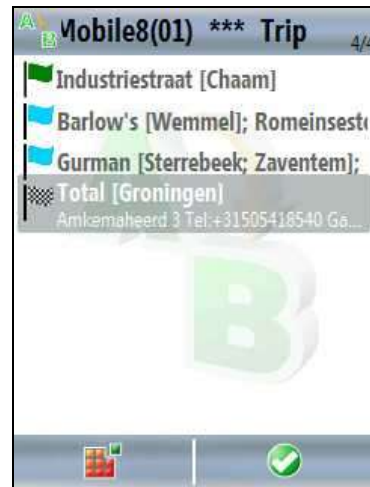 Mobile8(01) *** Trip 4/4
Industriestraat [Chaam]
Barlow's [Wemmel]; Romeinseste
Gurman [Sterrebeek; Zaventem];
Total [Groningen]
Amkemaheerd 3 Tel:+31505418540 Ga...
A
B